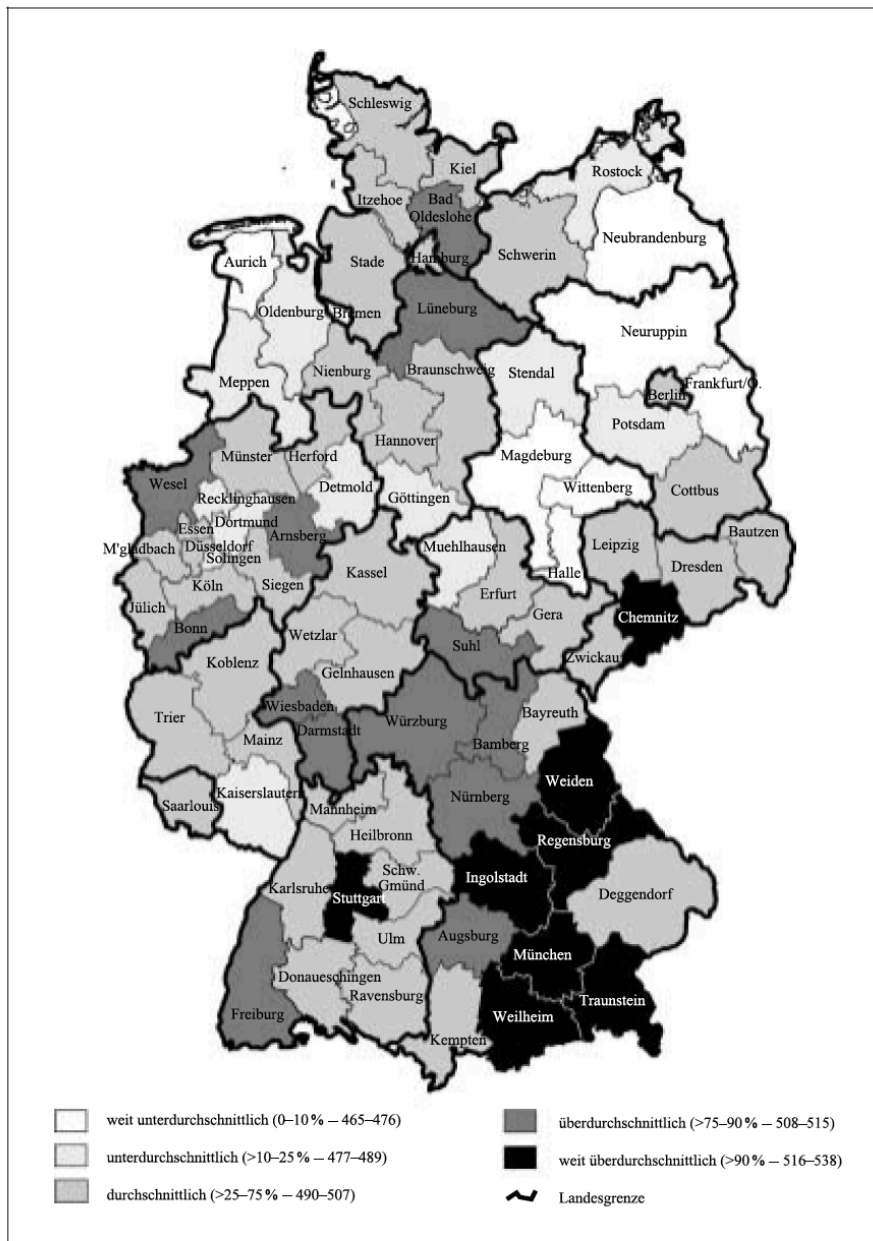 Schleswig
Kiel
Rostock
Itzehoe
Bad
Oldeslohe
Neubrandenburg
Aurich
Stade
Hamburg
Schwerin
Oldenburg
Bremen
Lüneburg
Neuruppin
Meppen
Nienburg
Braunschweig
Stendal
Berlin
Frankfurt/O.
Potsdam
Hannover
Münster
Herford
Magdeburg
Wesel
Detmold
Göttingen
Wittenberg
Cottbus
Recklinghausen
Essen
Dortmund
Arnsberg
Bautzen
M'gladbach
Düsseldorf
Solingen
Muehlhausen
Leipzig
Dresden
Halle
Kassel
Köln
Siegen
Erfurt
Jülich
Gera
Chemnitz
Bonn
Wetzlar
Suhl
Zwickau
Koblenz
Gelnhausen
Wiesbaden
Bayreuth
Trier
Darmstadt
Würzburg
Mainz
Bamberg
Weiden
Kaiserslautern
Nürnberg
Saarlouis
Mannheim
Heilbronn
Regensburg
Schw.
Gmünd
Karlsruhe
Ingolstadt
Deggendorf
Stuttgart
Ulm
Augsburg
München
Donaueschingen
Ravensburg
Traunstein
Freiburg
Weilheim
Kempten
weit unterdurchschnittlich (0–10 % – 465–476)
unterdurchschnittlich (>10–25 % – 477–489)
durchschnittlich (>25–75 % – 490–507)
überdurchschnittlich (>75–90 % – 508–515)
weit überdurchschnittlich (>90 % – 516–538)
Landesgrenze